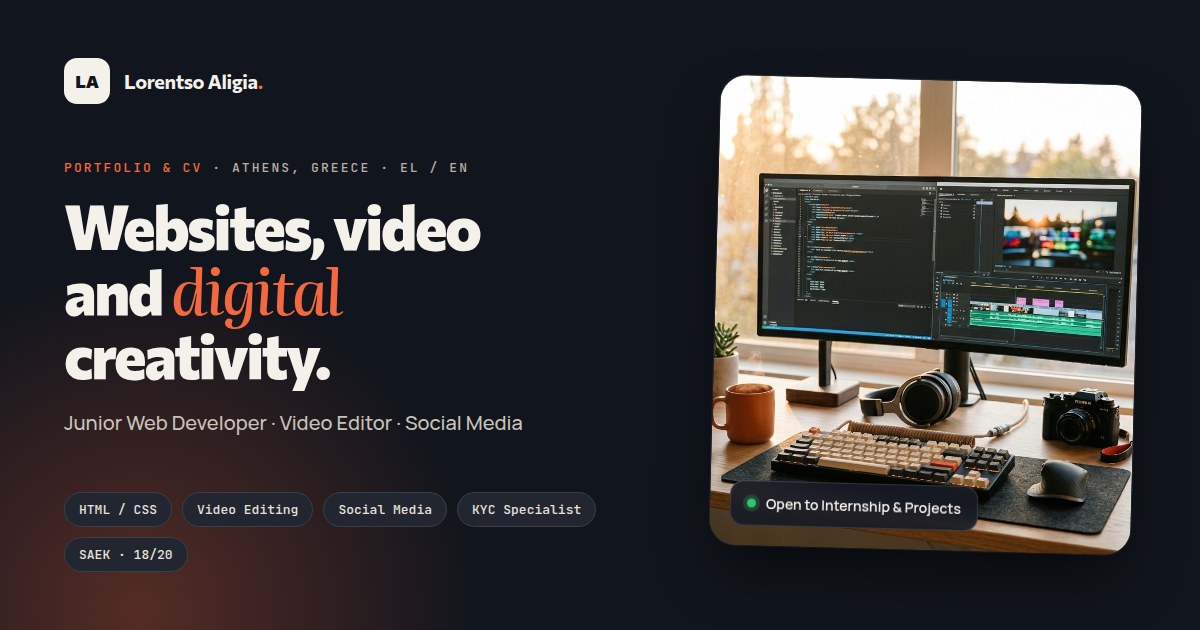 LA
Lorentso Aligia.
PORTFOLIO & CV · ATHENS, GREECE · EL / EN
Websites, video
and digital
creativity.
Junior Web Developer · Video Editor · Social Media
HTML / CSS
Video Editing
Social Media
KYC Specialist
SAEK · 18/20
Open to Internship & Projects